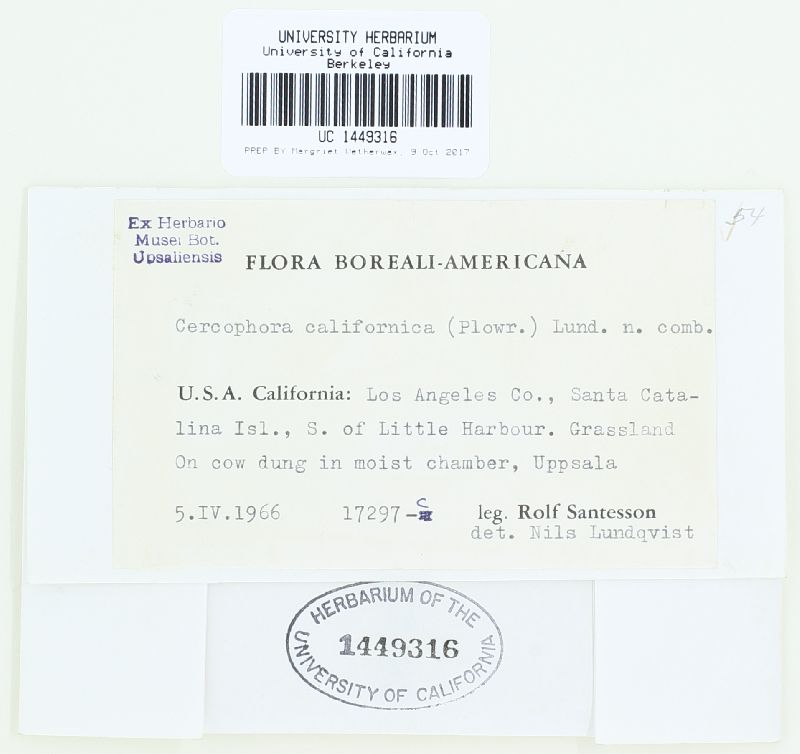 UNIVERSITY HERBARIUM
University of California
Berkeley
UC 1449316
PREP BY Margriet Wetherwax, 9 Oct 2017
54
Ex Herbario
Musei Bot.
Upsaliensis
FLORA BOREALI-AMERICANA
Cercophora californica (Plowr.) Lund. n. comb.
U.S.A. California: Los Angeles Co., Santa Cata-
lina Isl., S. of Little Harbour. Grassland
On cow dung in moist chamber, Uppsala
5.IV.1966 17297-c leg. Rolf Santesson
det. Nils Lundqvist
HERBARIUM OF THE
1449316
UNIVERSITY OF CALIFORNIA